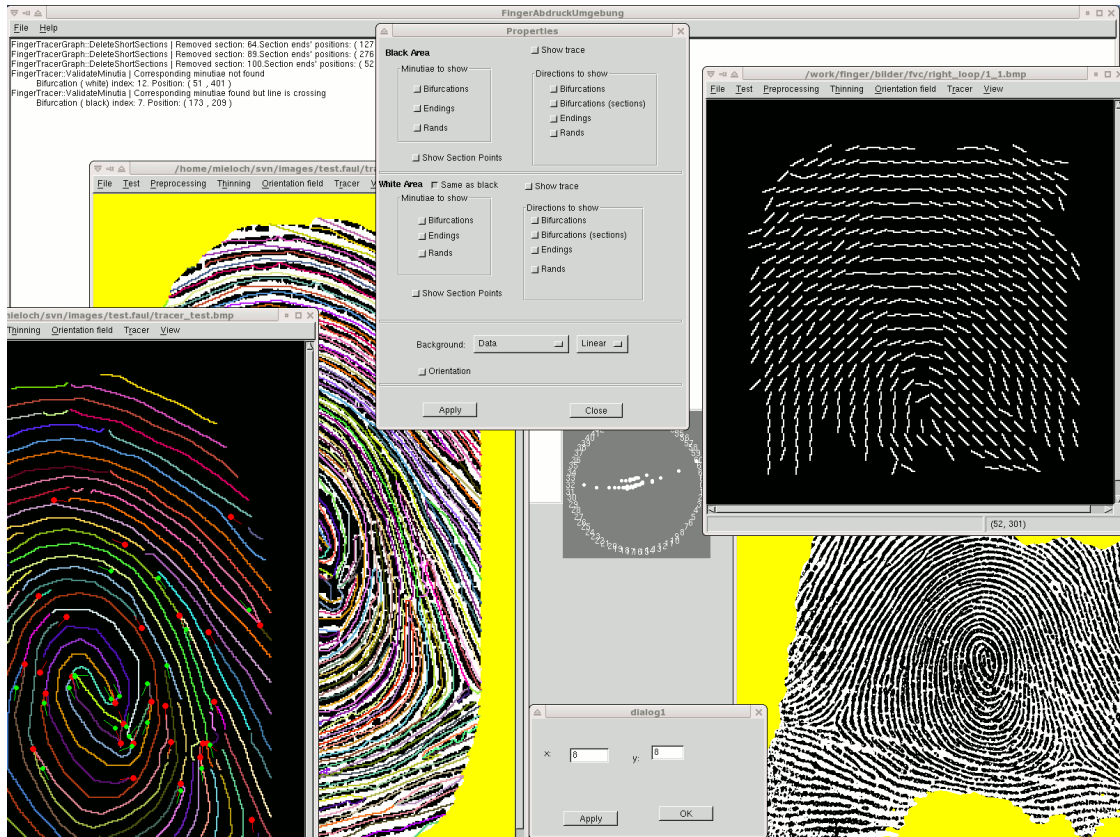 FingerAbdruckUmgebung
File Help
FingerTracerGraph::DeleteShortSections | Removed section: 64.Section ends' positions: ( 127
FingerTracerGraph::DeleteShortSections | Removed section: 89.Section ends' positions: ( 276
FingerTracerGraph::DeleteShortSections | Removed section: 100.Section ends' positions: ( 52
FingerTracer::ValidateMinutia | Corresponding minutiae not found
Bifurcation ( white) index: 12. Position: ( 51 , 401 )
FingerTracer::ValidateMinutia | Corresponding minutiae found but line is crossing
Bifurcation ( black) index: 7. Position: ( 173 , 209 )
Properties
Black Area
Show trace
Minutiae to show
Bifurcations
Endings
Rands
Directions to show
Bifurcations
Bifurcations (sections)
Endings
Rands
Show Section Points
White Area Same as black
Show trace
Minutiae to show
Bifurcations
Endings
Rands
Directions to show
Bifurcations
Bifurcations (sections)
Endings
Rands
Show Section Points
Background: Data Linear
Orientation
Apply Close
/work/finger/bilder/fvc/right_loop/1_1.bmp
File Test Preprocessing Thinning Orientation field Tracer View
(52, 301)
/home/mieloch/svn/images/test.faul/
File Test Preprocessing Thinning Orientation field Tracer
mieloch/svn/images/test.faul/tracer_test.bmp
Thinning Orientation field Tracer View
dialog1
x: 8 y: 8
Apply OK